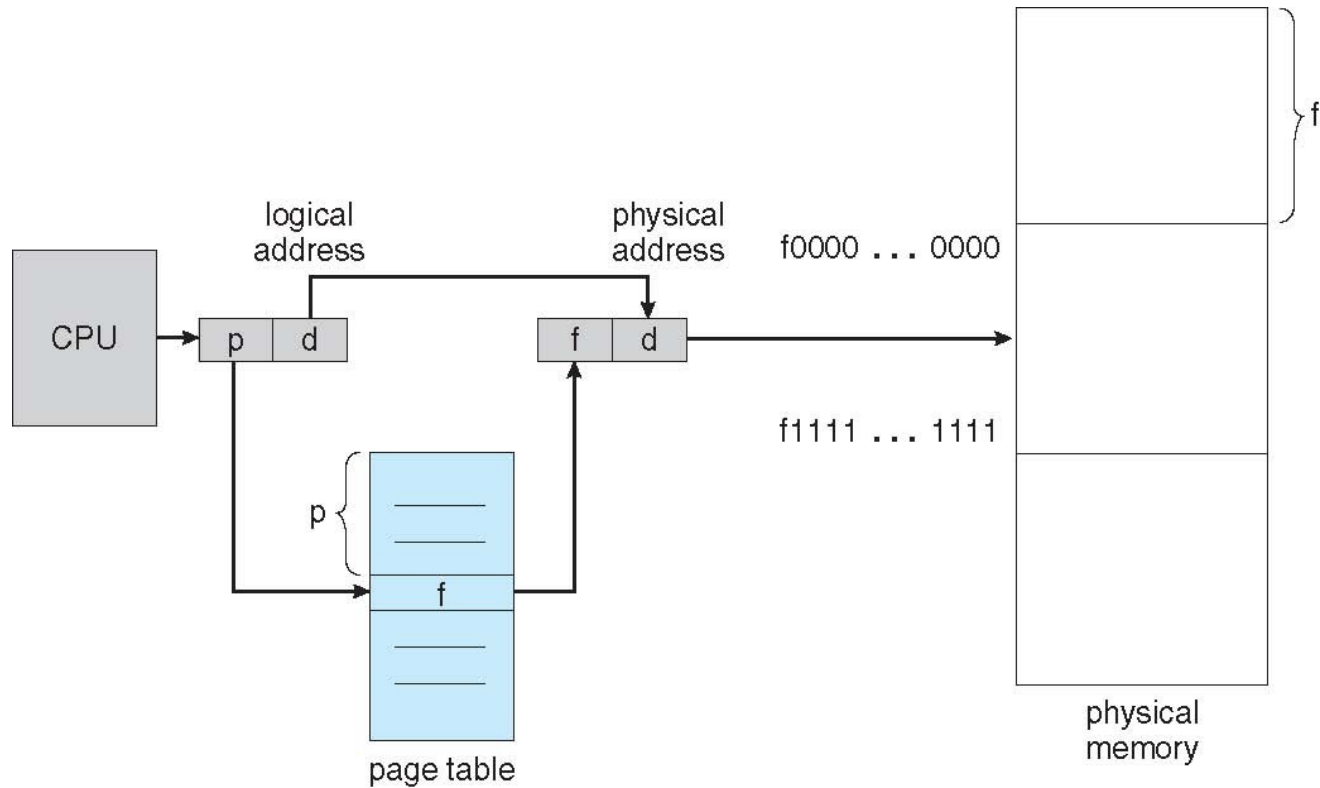 f
logical
address
physical
address
f0000 ... 0000
CPU
p d
f d
f1111 ... 1111
p
f
page table
physical
memory